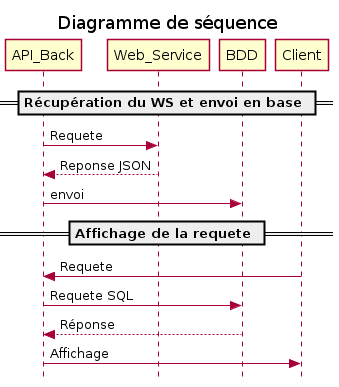 Diagramme de séquence
API_Back Web_Service BDD Client
Récupération du WS et envoi en base
Requete
Reponse JSON
envoi
Affichage de la requete
Requete
Requete SQL
Réponse
Affichage